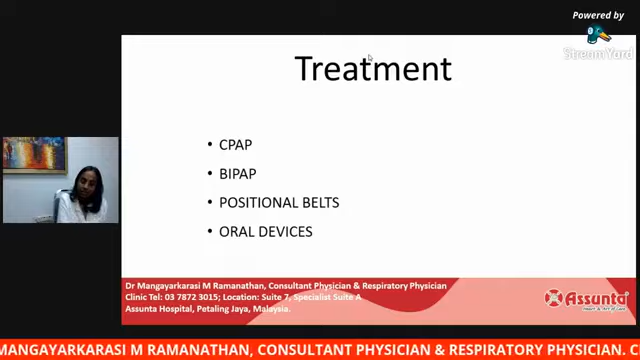 Powered by
StreamYard
Treatment
• CPAP
• BIPAP
• POSITIONAL BELTS
• ORAL DEVICES
Dr Mangayarkarasi M Ramanathan, Consultant Physician & Respiratory Physician
Clinic Tel: 03 7872 3015; Location: Suite 7, Specialist Suite A
Assunta Hospital, Petaling Jaya, Malaysia.
Assunta
MANGAYARKARASI M RAMANATHAN, CONSULTANT PHYSICIAN & RESPIRATORY PHYSICIAN. C